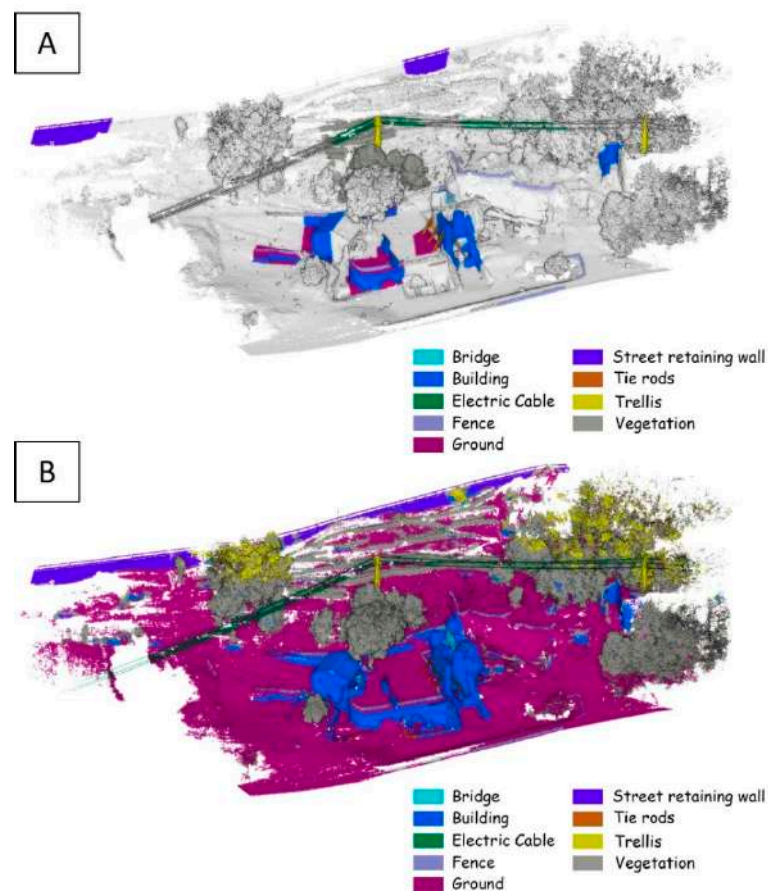 A
Bridge
Building
Electric Cable
Fence
Ground
Street retaining wall
Tie rods
Trellis
Vegetation
B
Bridge
Building
Electric Cable
Fence
Ground
Street retaining wall
Tie rods
Trellis
Vegetation